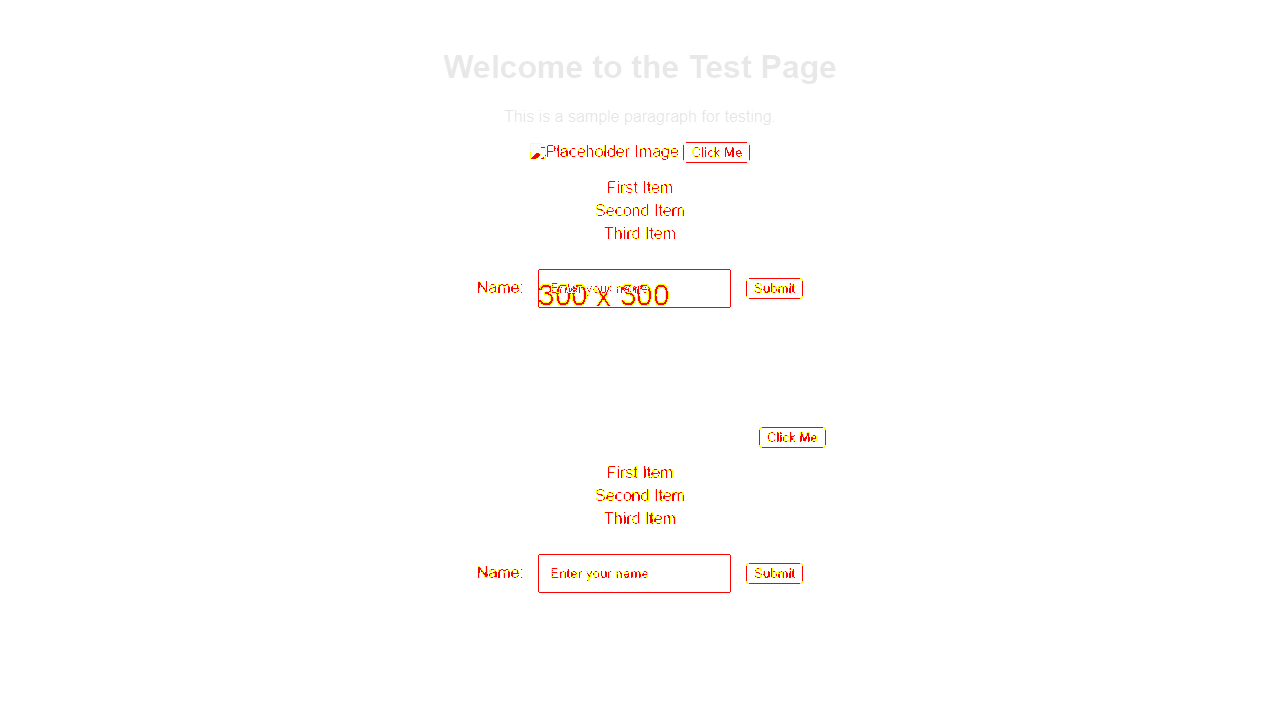 Welcome to the Test Page
This is a sample paragraph for testing.
Placeholder Image Click Me
First Item
Second Item
Third Item
Name: Enter your name Submit
300 x 300
Click Me
First Item
Second Item
Third Item
Name: Enter your name Submit